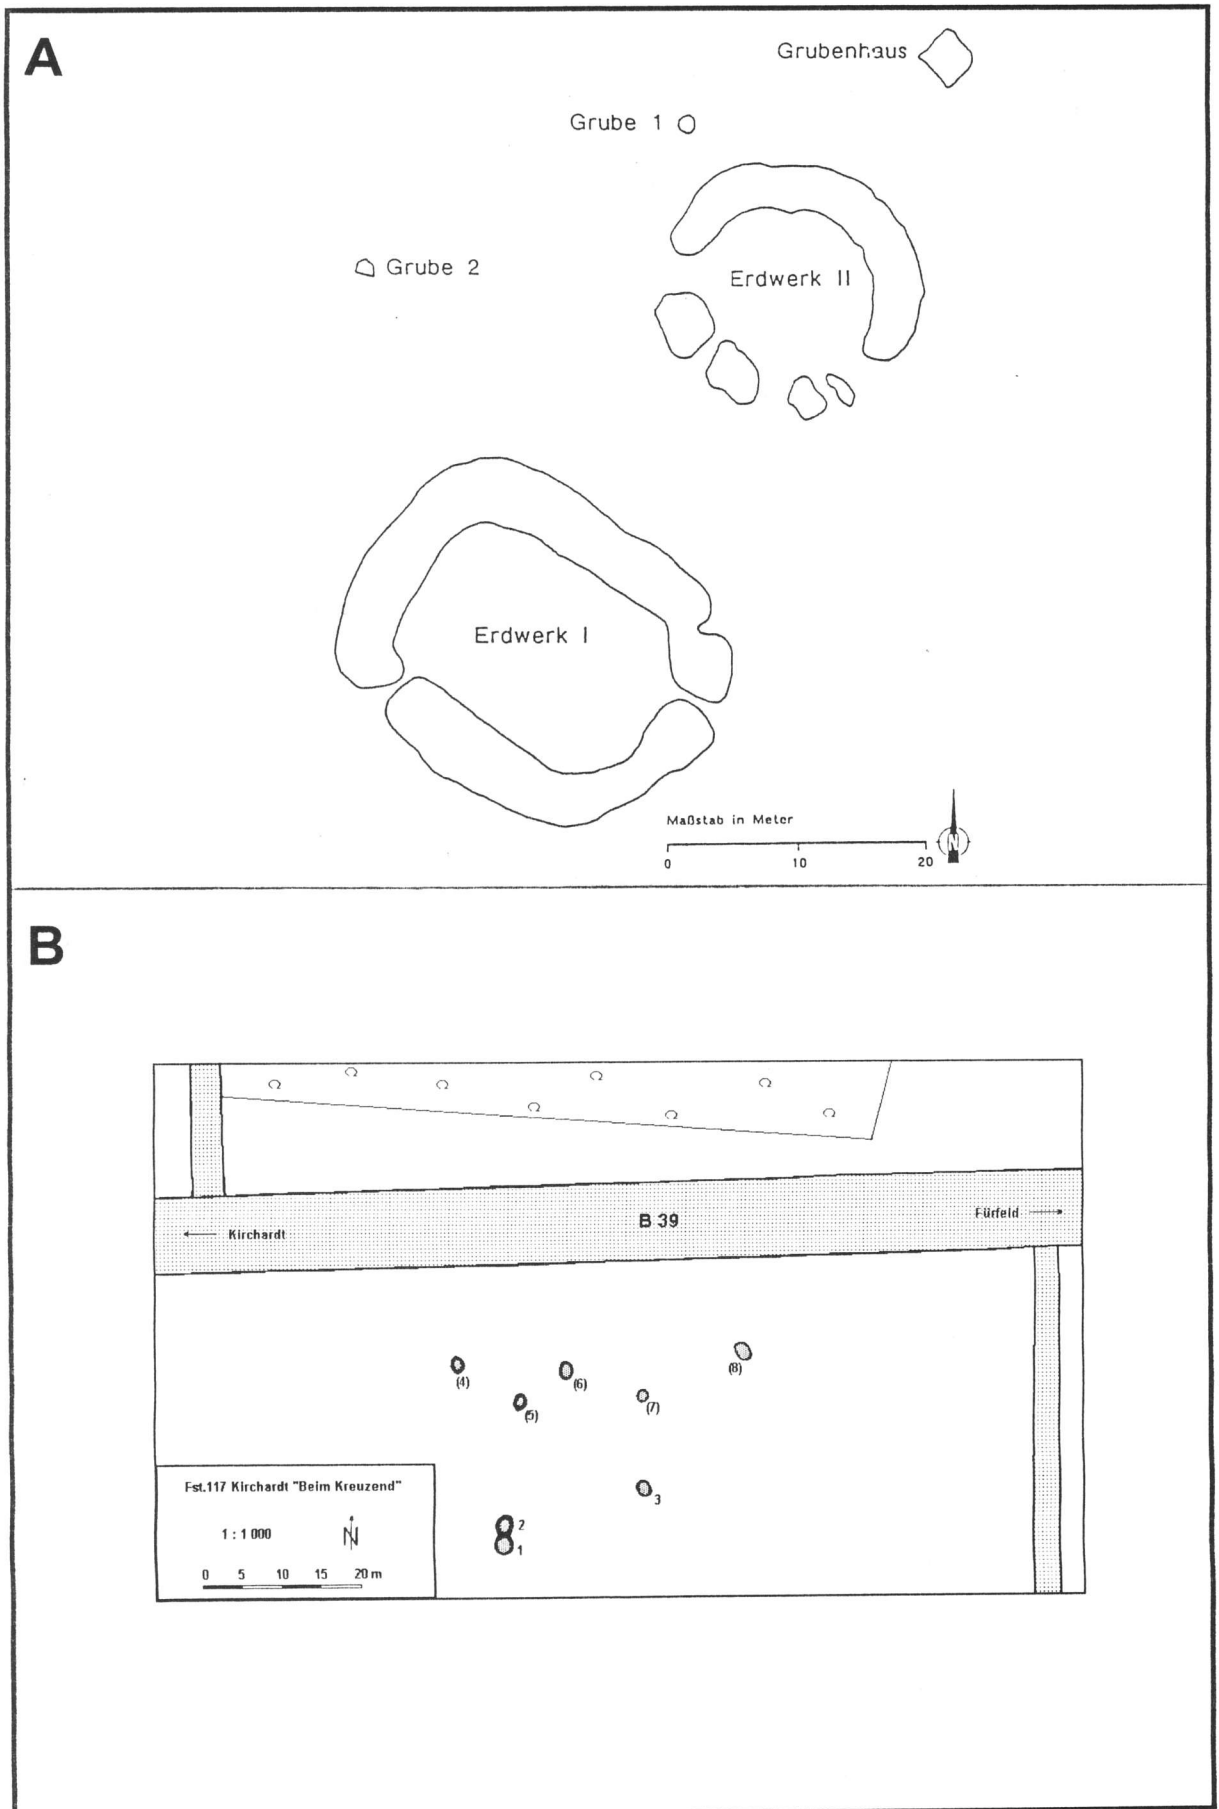 A
Grubenhaus
Grube 1
Grube 2
Erdwerk II
Erdwerk I
Maßstab in Meter
0 10 20
N
B
B 39
Fürfeld
Kirchardt
(4)
(5)
(6)
(7)
(8)
3
2
1
Fst.117 Kirchardt "Beim Kreuzend"
1 : 1 000
N
0 5 10 15 20 m